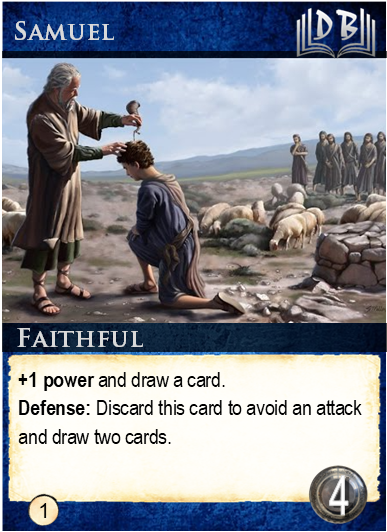 Samuel
DB
Faithful
+1 power and draw a card.
Defense: Discard this card to avoid an attack
and draw two cards.
1
4